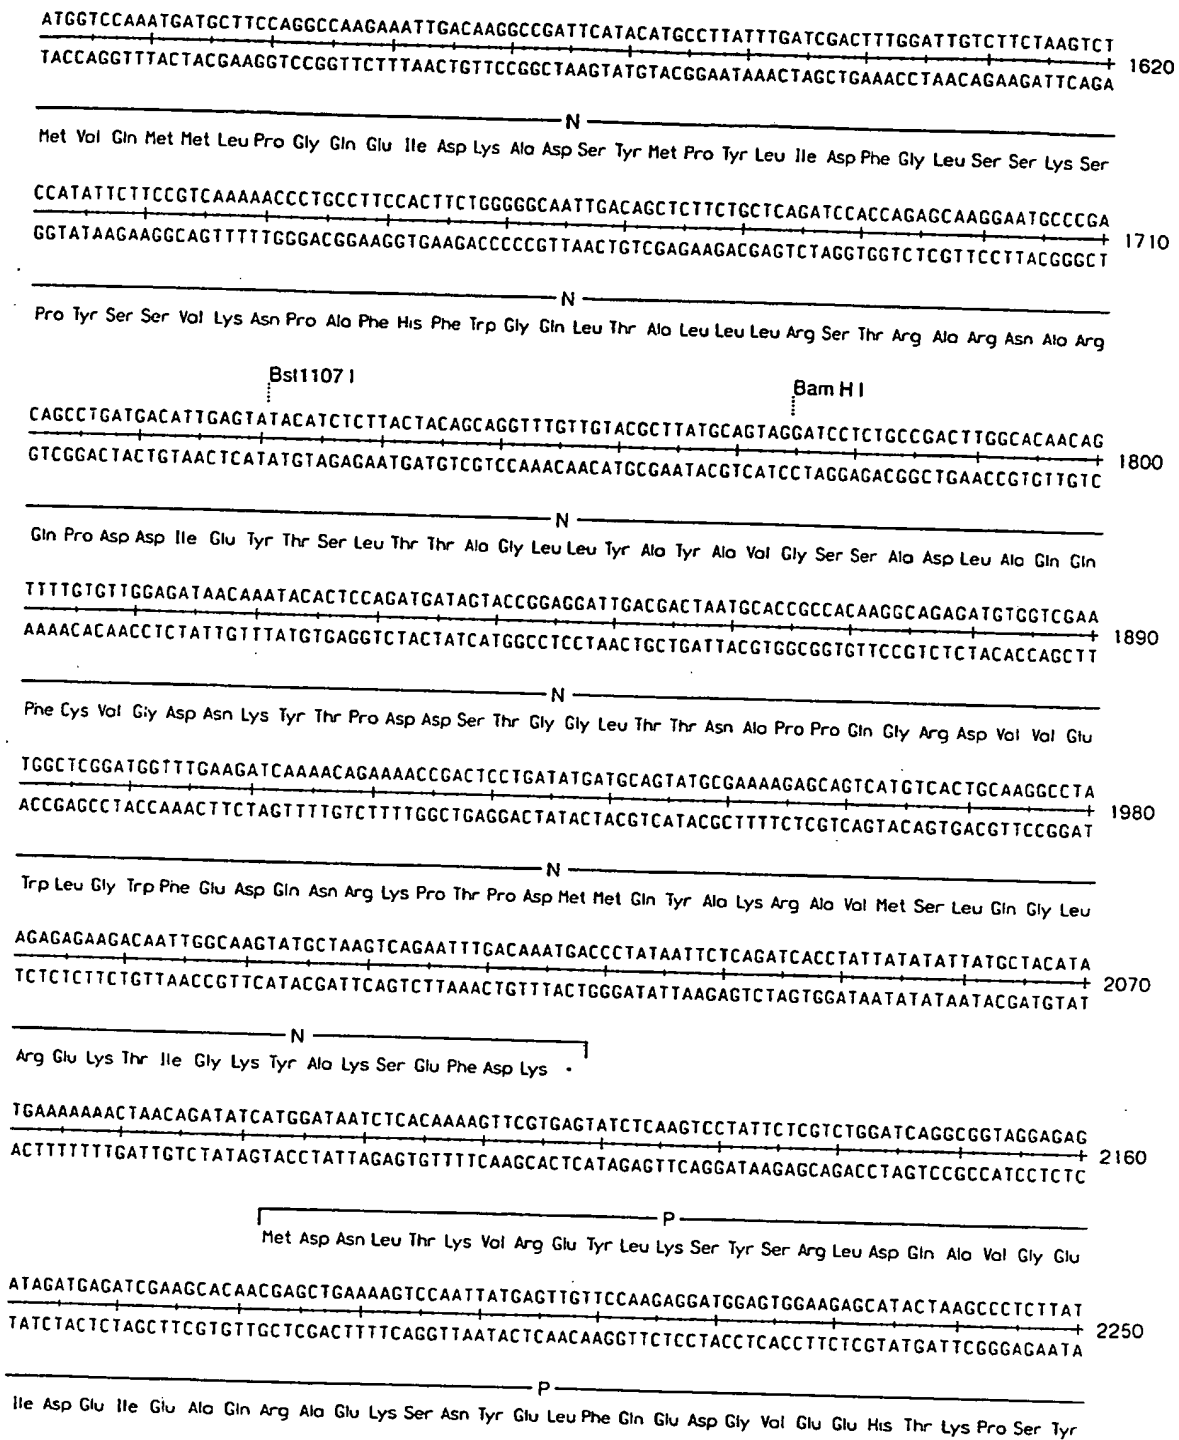 ATGGTCCAAATGATGCTTCCAGGCCAAGAAATTGACAAGGCCGATTCATACATGCCTTATTTGATCGACTTTGGATTGTCTTCTAAGTCT
1620
TACCAGGTTTACTACGAAGGTCCGGTTCTTTAACTGTTCCGGCTAAGTATGTACGGAATAAACTAGCTGAAACCTAACAGAAGATTCAGA
N
Met Val Gln Met Met Leu Pro Gly Gln Glu Ile Asp Lys Ala Asp Ser Tyr Met Pro Tyr Leu Ile Asp Phe Gly Leu Ser Ser Lys Ser
CCATATTCTTCCGTCAAAAACCCTGCCTTCCACTTCTGGGGGCAATTGACAGCTCTTCTGCTCAGATCCACCAGAGCAAGGAATGCCCGA
1710
GGTATAAGAAGGCAGTTTTTGGGACGGAAGGTGAAGACCCCCGTTAACTGTCGAGAAGACGAGTCTAGGTGGTCTCGTTCCTTACGGGCT
N
Pro Tyr Ser Ser Val Lys Asn Pro Ala Phe His Phe Trp Gly Gln Leu Thr Ala Leu Leu Leu Arg Ser Thr Arg Ala Arg Asn Ala Arg
Bst1107 I
Bam H I
CAGCCTGATGACATTGAGTATACATCTCTTACTACAGCAGGTTTGTTGTACGCTTATGCAGTAGGATCCTCTGCCGACTTGGCACAACAG
1800
GTCGGACTACTGTAACTCATATGTAGAGAATGATGTCGTCCAAACAACATGCGAATACGTCATCCTAGGAGACGGCTGAACCGTGTTGTC
N
Gln Pro Asp Asp Ile Glu Tyr Thr Ser Leu Thr Thr Ala Gly Leu Leu Tyr Ala Tyr Ala Val Gly Ser Ser Ala Asp Leu Ala Gln Gln
TTTTGTGTTGGAGATAACAAATACACTCCAGATGATAGTACCGGAGGATTGACGACTAATGCACCGCCACAAGGCAGAGATGTGGTCGAA
1890
AAAACACAACCTCTATTGTTTATGTGAGGTCTACTATCATGGCCTCCTAACTGCTGATTACGTGGCGGTGTTCCGTCTCTACACCAGCTT
N
Phe Cys Val Gly Asp Asn Lys Tyr Thr Pro Asp Asp Ser Thr Gly Gly Leu Thr Thr Asn Ala Pro Pro Gln Gly Arg Asp Val Val Glu
TGGCTCGGATGGTTTGAAGATCAAAACAGAAAACCGACTCCTGATATGATGCAGTATGCGAAAAGAGCAGTCATGTCACTGCAAGGCCTA
1980
ACCGAGCCTACCAAACTTCTAGTTTTGTCTTTTGGCTGAGGACTATACTACGTCATACGCTTTTCTCGTCAGTACAGTGACGTTCCGGAT
N
Trp Leu Gly Trp Phe Glu Asp Gln Asn Arg Lys Pro Thr Pro Asp Met Met Gln Tyr Ala Lys Arg Ala Val Met Ser Leu Gln Gly Leu
AGAGAGAAGACAATTGGCAAGTATGCTAAGTCAGAATTTGACAAATGACCCTATAATTCTCAGATCACCTATTATATATTATGCTACATA
2070
TCTCTCTTCTGTTAACCGTTCATACGATTCAGTCTTAAACTGTTTACTGGGATATTAAGAGTCTAGTGGATAATATATAATACGATGTAT
N
Arg Glu Lys Thr Ile Gly Lys Tyr Ala Lys Ser Glu Phe Asp Lys •
TGAAAAAAACTAACAGATATCATGGATAATCTCACAAAAGTTCGTGAGTATCTCAAGTCCTATTCTCGTCTGGATCAGGCGGTAGGAGAG
2160
ACTTTTTTTGATTGTCTATAGTACCTATTAGAGTGTTTTCAAGCACTCATAGAGTTCAGGATAAGAGCAGACCTAGTCCGCCATCCTCTC
P
Met Asp Asn Leu Thr Lys Val Arg Glu Tyr Leu Lys Ser Tyr Ser Arg Leu Asp Gln Ala Val Gly Glu
ATAGATGAGATCGAAGCACAACGAGCTGAAAAGTCCAATTATGAGTTGTTCCAAGAGGATGGAGTGGAAGAGCATACTAAGCCCTCTTAT
2250
TATCTACTCTAGCTTCGTGTTGCTCGACTTTTCAGGTTAATACTCAACAAGGTTCTCCTACCTCACCTTCTCGTATGATTCGGGAGAATA
P
Ile Asp Glu Ile Glu Ala Gln Arg Ala Glu Lys Ser Asn Tyr Glu Leu Phe Gln Glu Asp Gly Val Glu Glu His Thr Lys Pro Ser Tyr